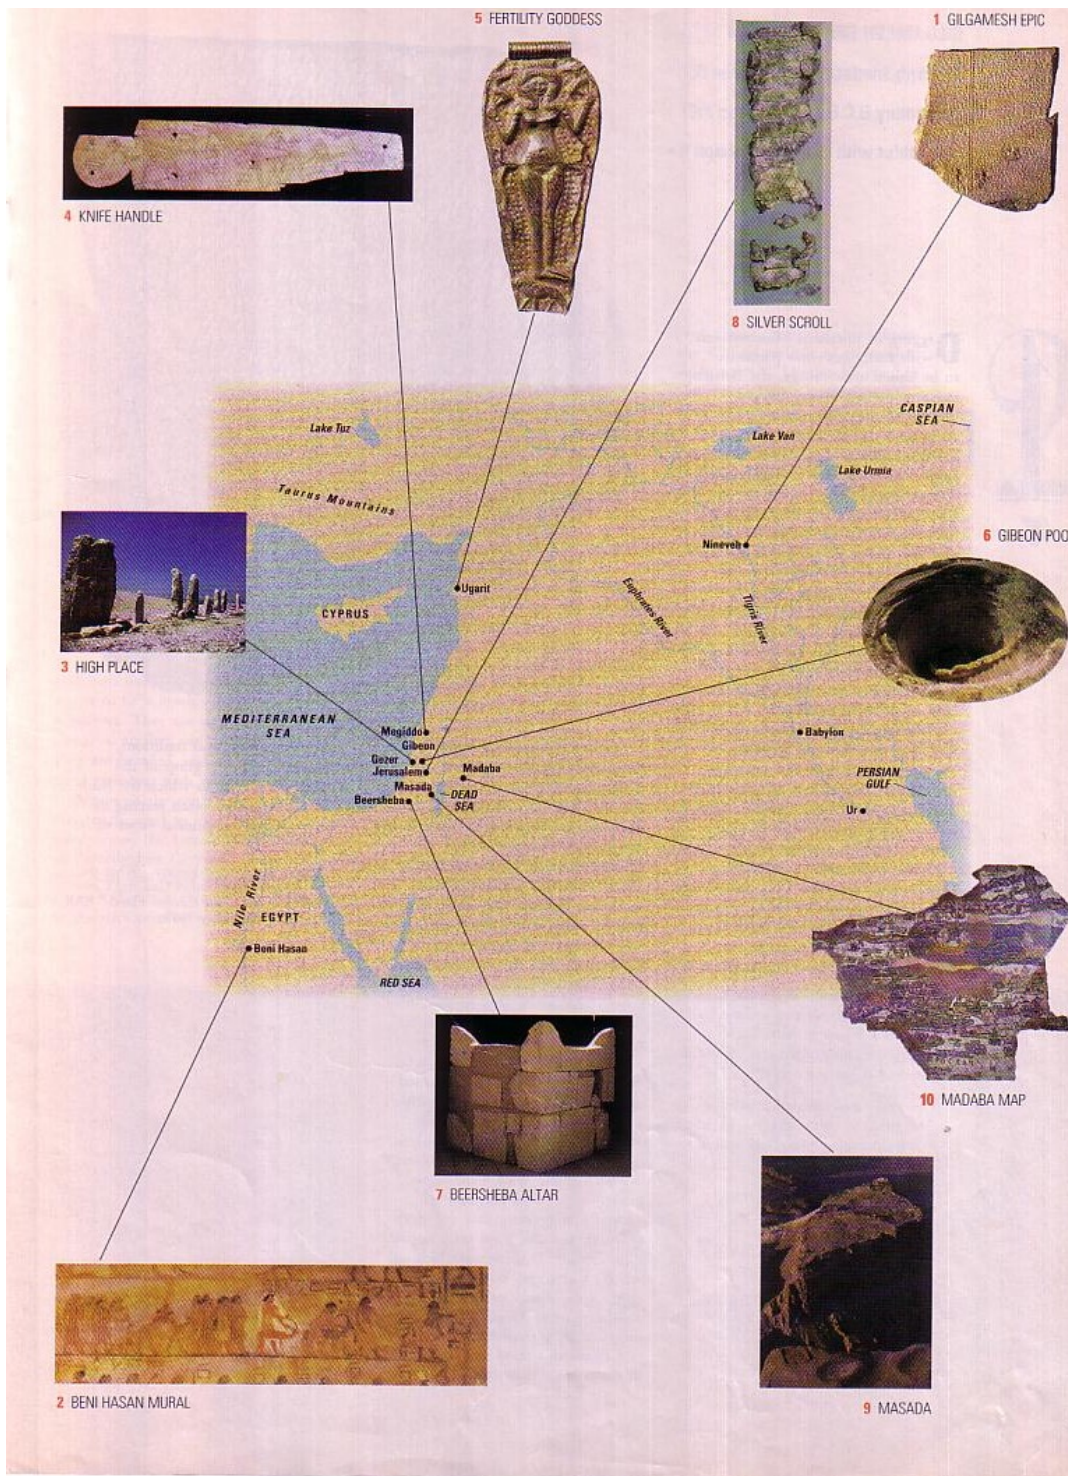 5 FERTILITY GODDESS
1 GILGAMESH EPIC
4 KNIFE HANDLE
8 SILVER SCROLL
CASPIAN
SEA
Lake Tuz
Lake Van
Lake Urmia
Taurus Mountains
Nineveh
6 GIBEON POO
Ugarit
CYPRUS
Euphrates River
Tigris River
3 HIGH PLACE
MEDITERRANEAN
SEA
Megiddo
Gibeon
Gezer
Jerusalem
Madaba
Masada
DEAD
SEA
Beersheba
Babylon
PERSIAN
GULF
Ur
Nile River
EGYPT
Beni Hasan
RED SEA
10 MADABA MAP
7 BEERSHEBA ALTAR
2 BENI HASAN MURAL
9 MASADA